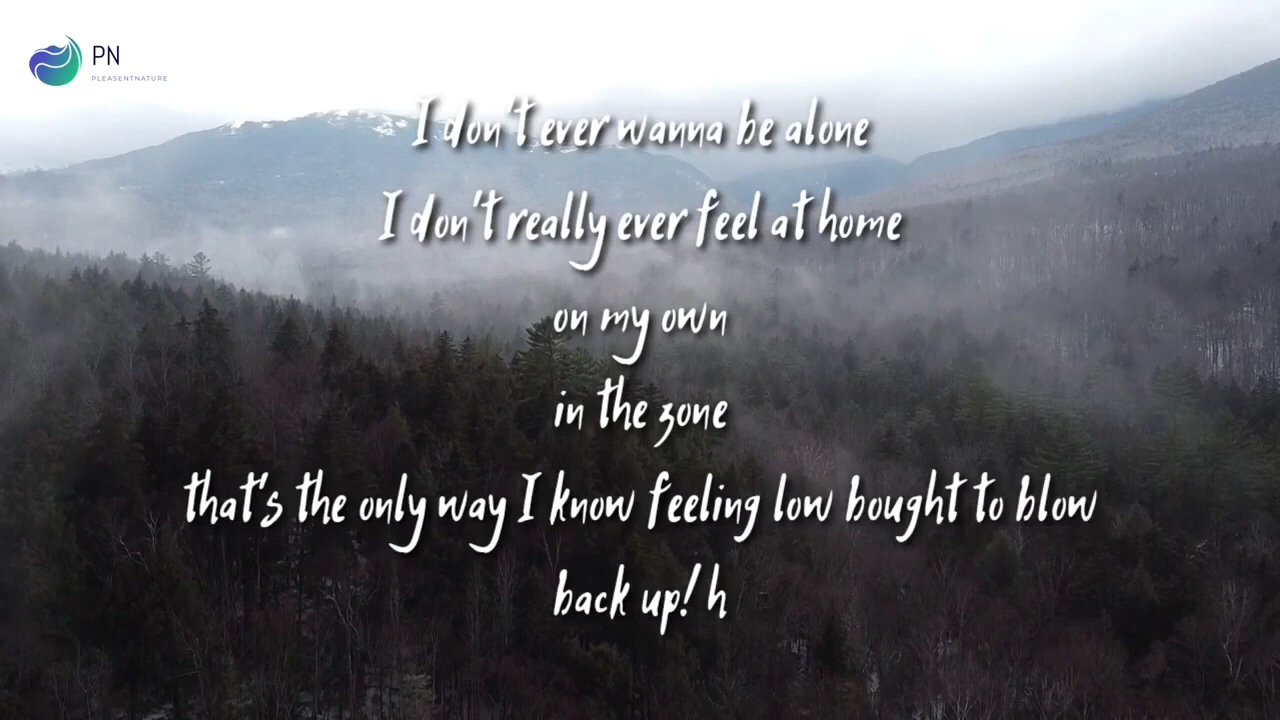 PN
PLEASENTNATURE
I don't ever wanna be alone
I don't really ever feel at home
on my own
in the zone
that's the only way I know feeling low bought to blow
back up! h